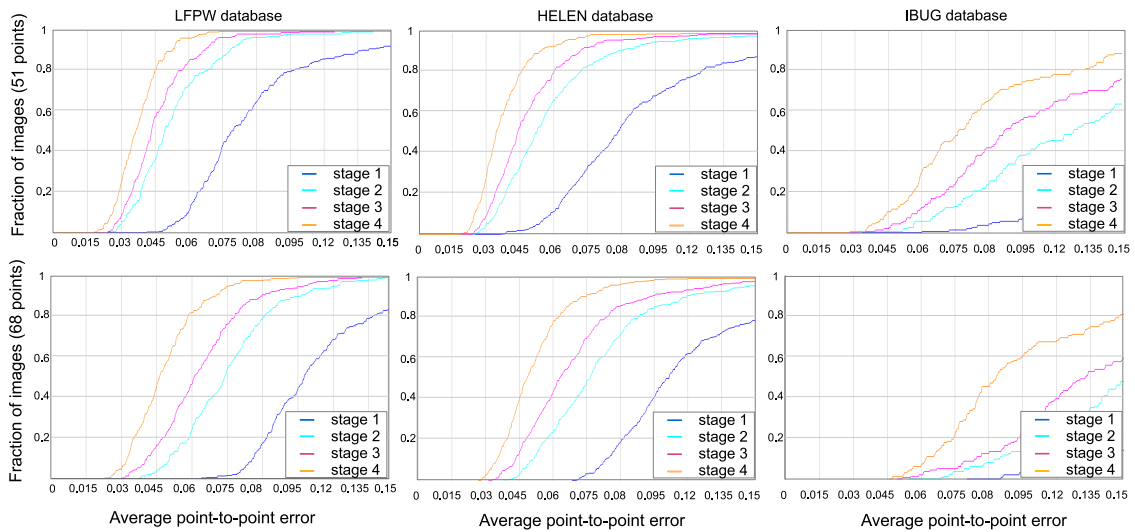 LFPW database
HELEN database
IBUG database
Fraction of images (51 points)
1
0.8
0.6
0.4
0.2
stage 1
stage 2
stage 3
stage 4
0 0,015 0,03 0,045 0,06 0,075 0,08 0,095 0,12 0,135 0.15
1
0.8
0.6
0.4
0.2
stage 1
stage 2
stage 3
stage 4
0 0,015 0,03 0,045 0,06 0,075 0,08 0,095 0,12 0,135 0.15
1
0.8
0.6
0.4
0.2
stage 1
stage 2
stage 3
stage 4
0 0,015 0,03 0,045 0,06 0,075 0,08 0,095 0,12 0,135 0.15
Fraction of images (68 points)
1
0.8
0.6
0.4
0.2
stage 1
stage 2
stage 3
stage 4
0 0,015 0,03 0,045 0,06 0,075 0,08 0,095 0,12 0,135 0.15
1
0.8
0.6
0.4
0.2
stage 1
stage 2
stage 3
stage 4
0 0,015 0,03 0,045 0,06 0,075 0,08 0,095 0,12 0,135 0.15
1
0.8
0.6
0.4
0.2
stage 1
stage 2
stage 3
stage 4
0 0,015 0,03 0,045 0,06 0,075 0,08 0,095 0,12 0,135 0.15
Average point-to-point error
Average point-to-point error
Average point-to-point error